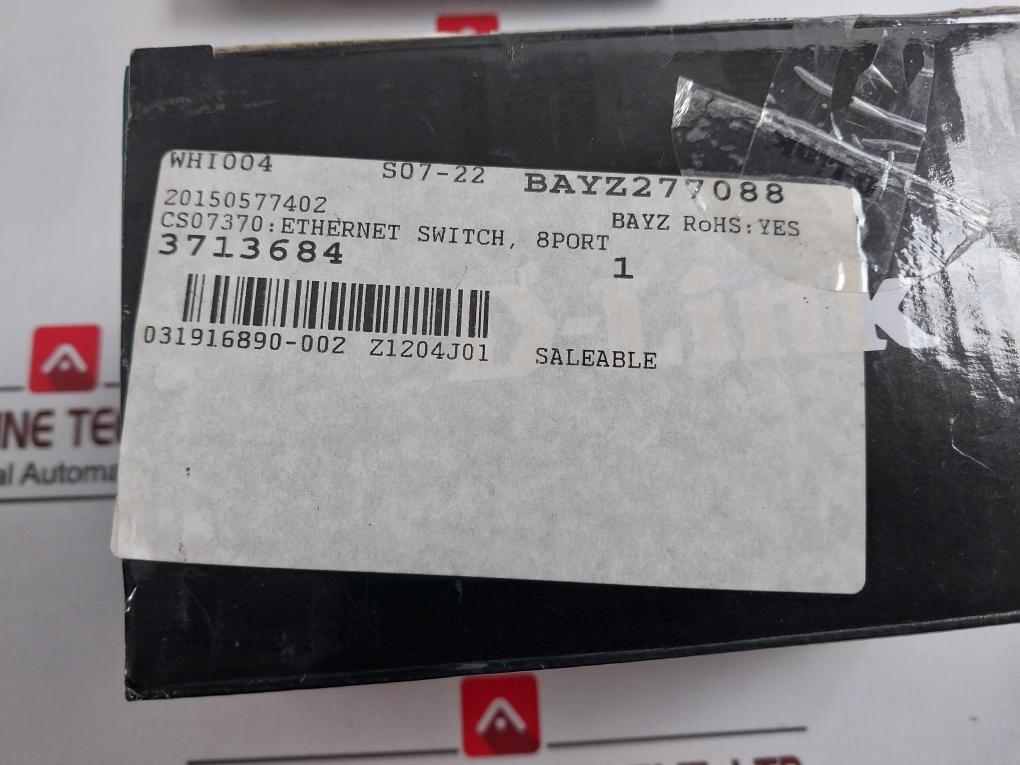 WHI004 S07-22 BAYZ277088
20150577402
CS07370:ETHERNET SWITCH, 8PORT BAYZ RoHS:YES
3713684 1
031916890-002 Z1204J01 SALEABLE